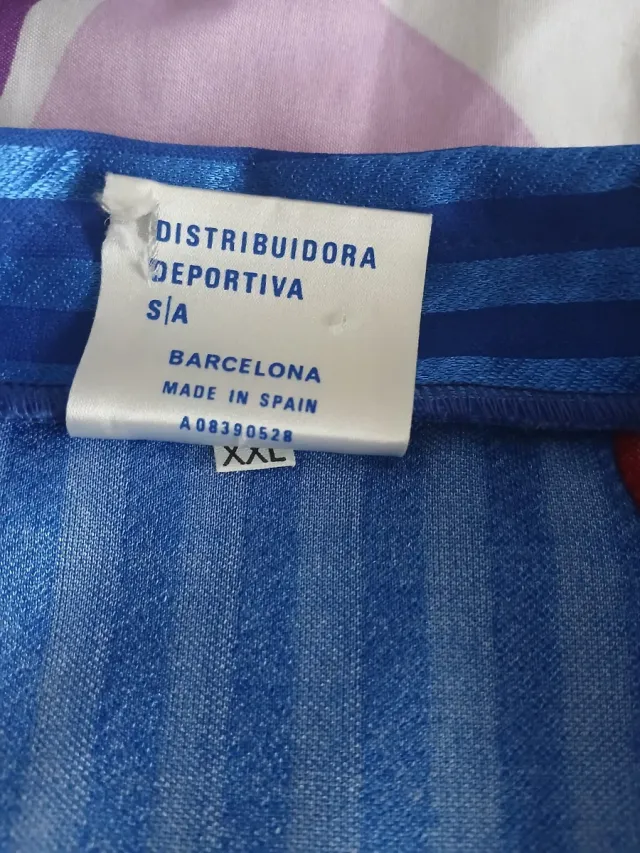 DISTRIBUIDORA
DEPORTIVA
S/A
BARCELONA
MADE IN SPAIN
A08390528
XXL